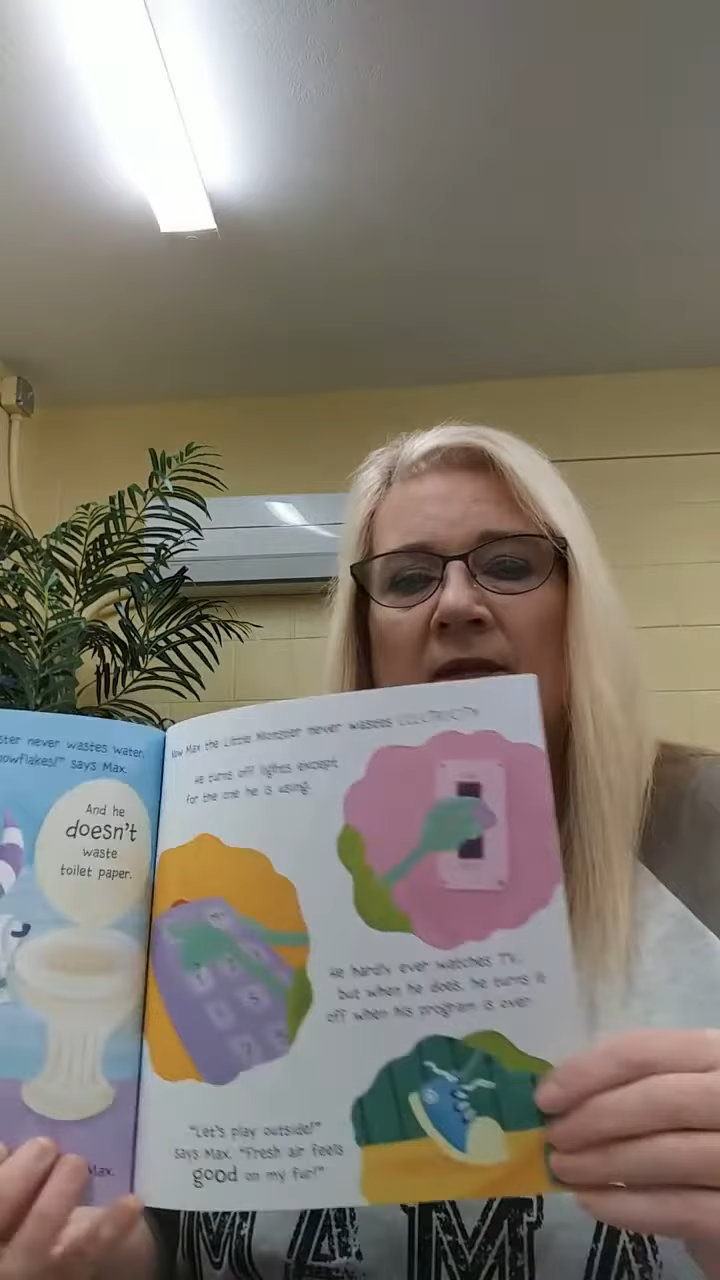 never wastes water.
says Max.
And he
doesn't
waste
toilet paper.
Max.
Max the Little Monster never wastes ELECTRICITY
He turns off lights except
for the one he is using.
He hardly ever watches TV,
but when he does, he turns it
off when his program is over.
"Let's play outside!"
says Max. "Fresh air feels
good on my fur!"
MAMA